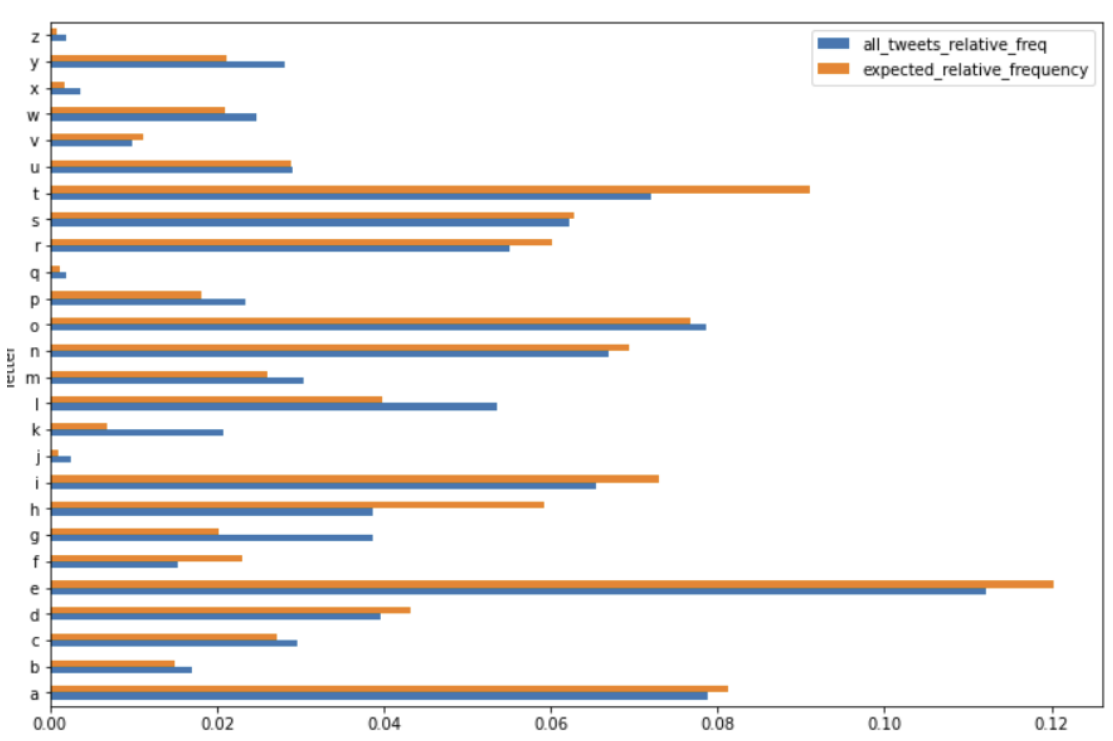 all_tweets_relative_freq
expected_relative_frequency
z
y
x
w
v
u
t
s
r
q
p
o
n
letter
m
l
k
j
i
h
g
f
e
d
c
b
a
0.00 0.02 0.04 0.06 0.08 0.10 0.12